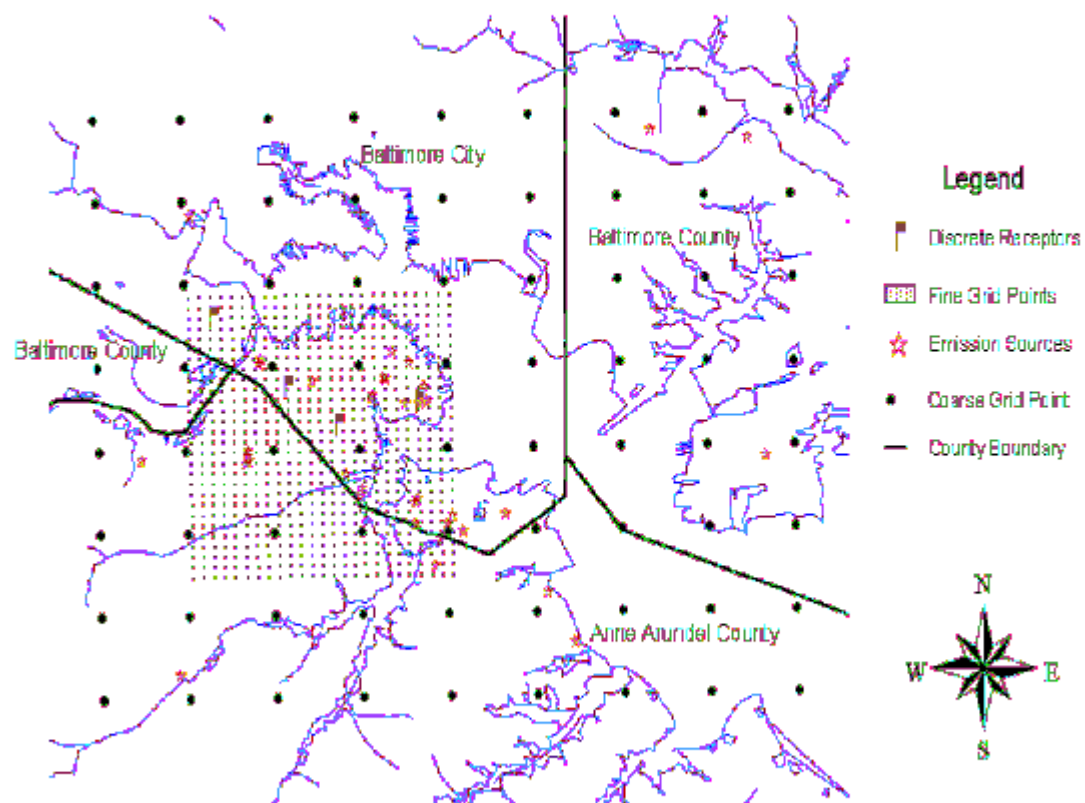 Baltimore City
Baltimore County
Baltimore County
Anne Arundel County
Legend
Discrete Receptors
Fine Grid Points
Emission Sources
Coarse Grid Point
County Boundary
N
W
E
S